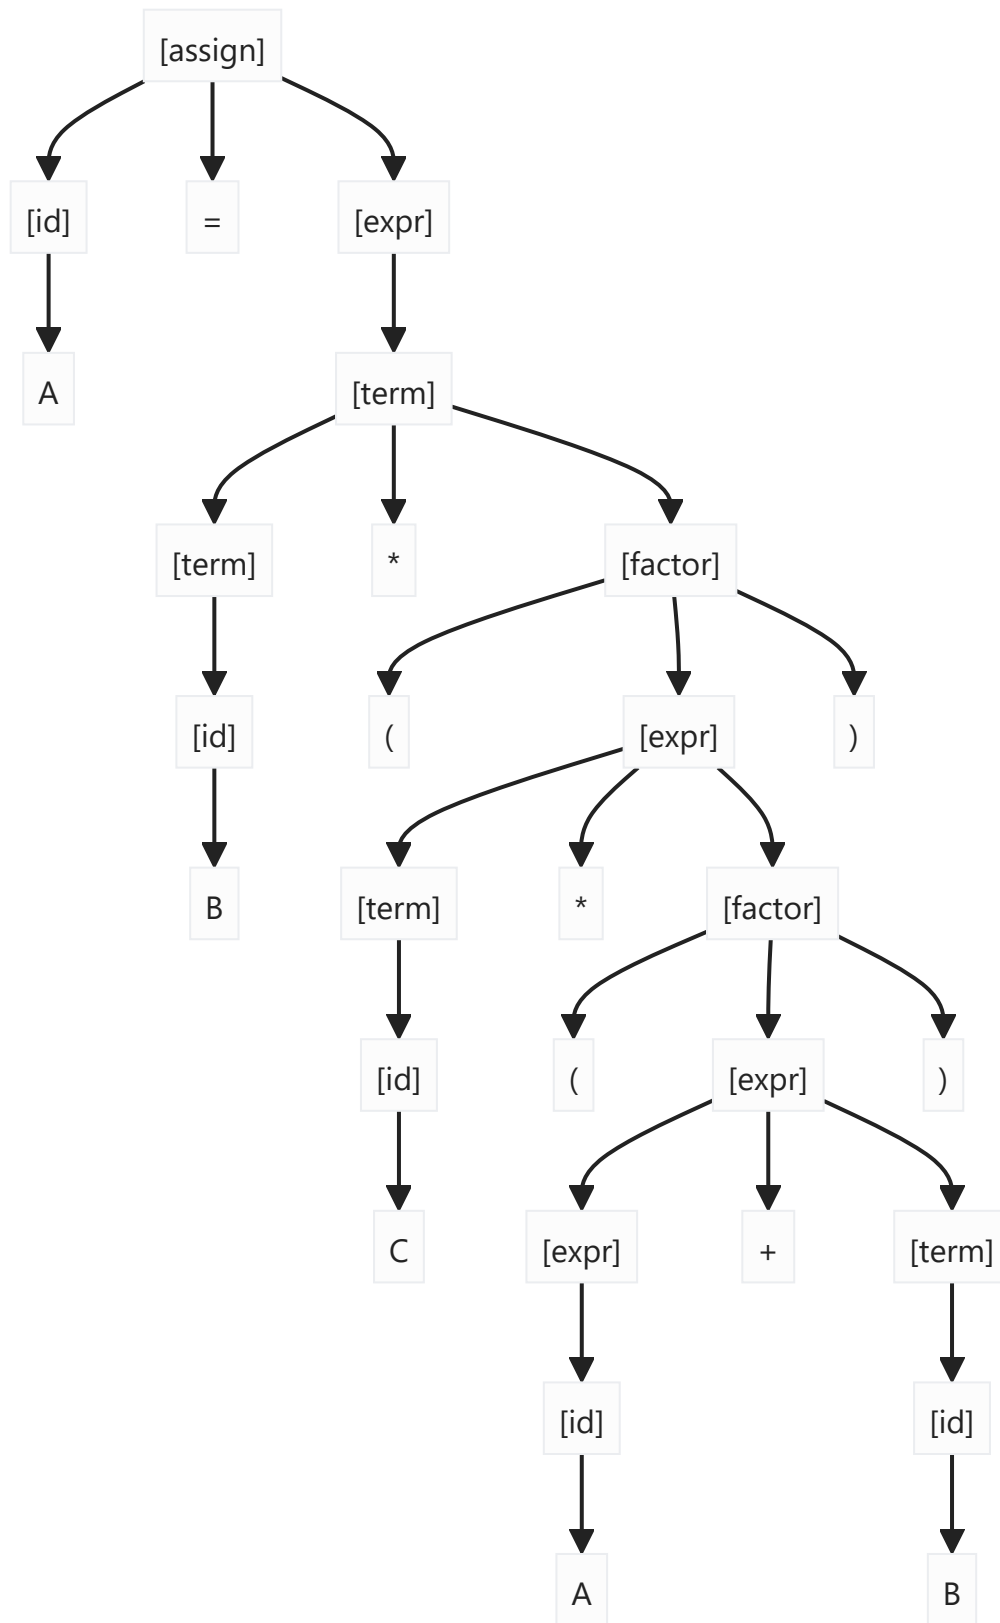 [assign]
[id] = [expr]
A [term]
[term] * [factor]
[id] ( [expr] )
B [term] * [factor]
[id] ( [expr] )
C [expr] + [term]
[id] [id]
A B